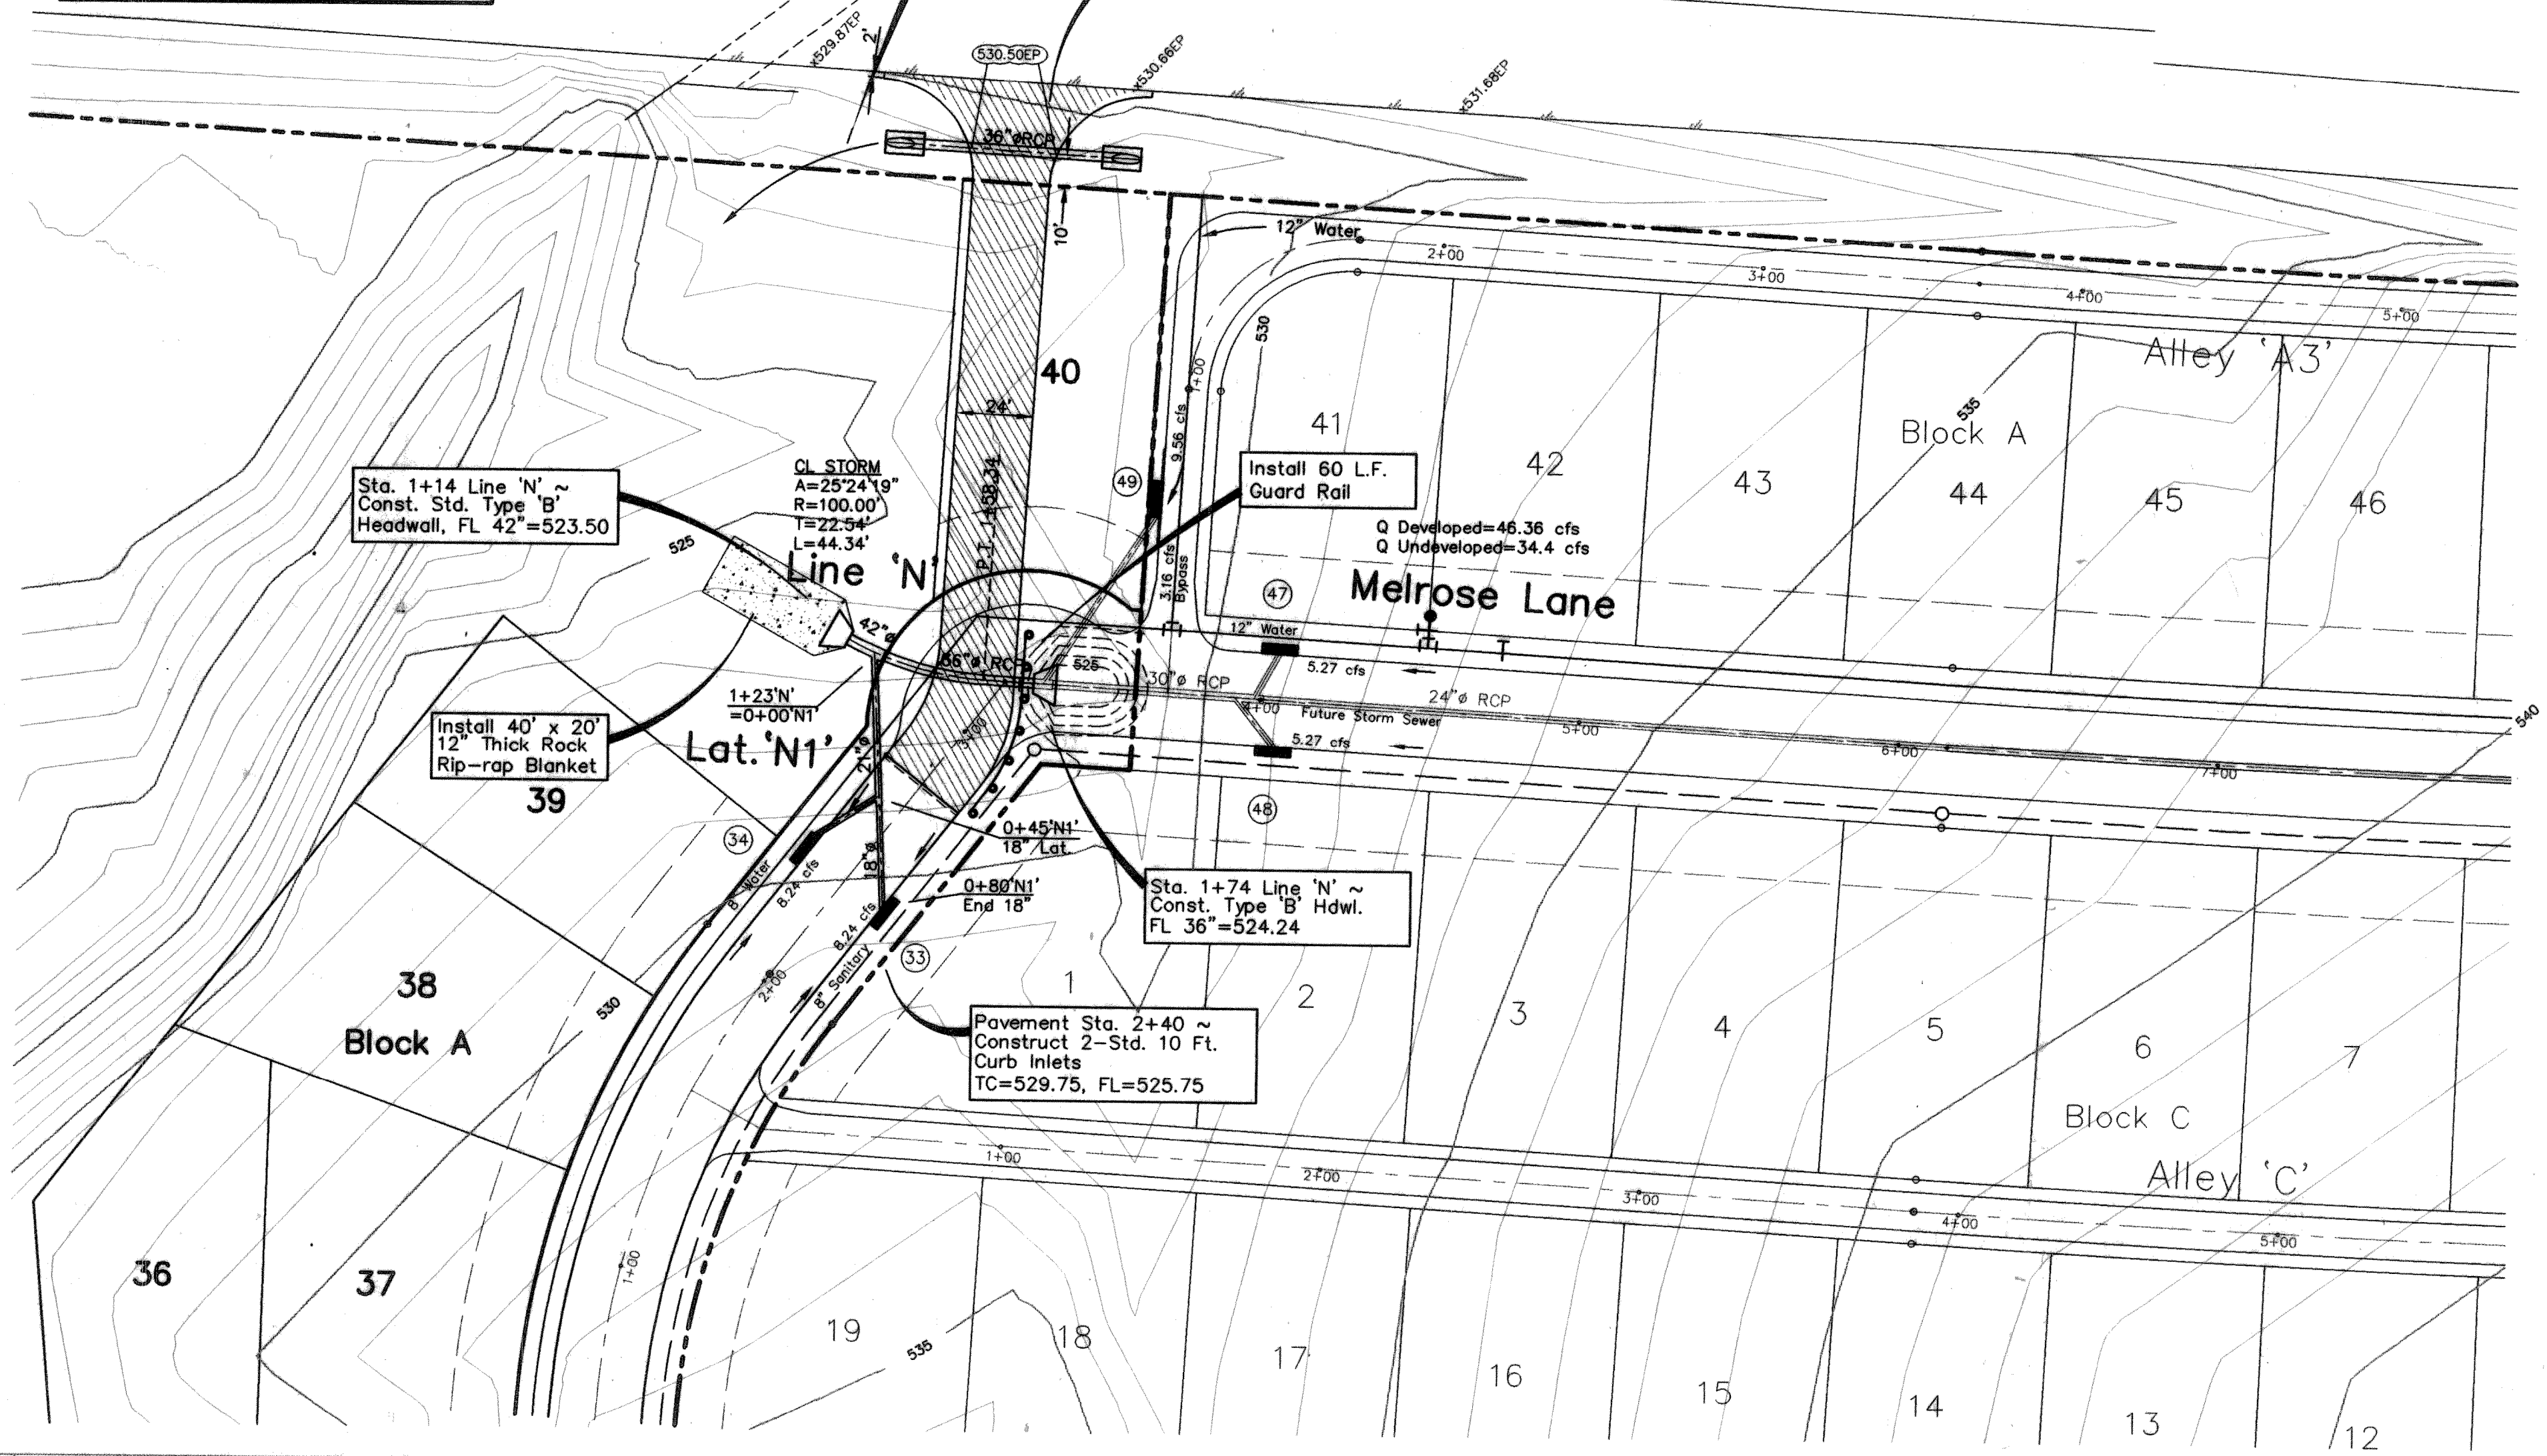 x529.87EP
2'
530.50EP
x530.66EP
x531.68EP
36"øRCP
10'
12" Water
2+00
3+00
4+00
5+00
Alley 'A3'
530
1+00
40
24'
41
42
43
44
45
46
Block A
535
9.56 cfs
49
Install 60 L.F.
Guard Rail
CL STORM
A=25°24'19"
R=100.00'
T=22.54'
L=44.34'
P.T. 1+58.34
Sta. 1+14 Line 'N' ~
Const. Std. Type 'B'
Headwall, FL 42"=523.50
525
Line 'N'
Q Developed=46.36 cfs
Q Undeveloped=34.4 cfs
3.16 cfs
Bypass
47
Melrose Lane
12" Water
42"ø
36"ø RCP
525
5.27 cfs
30"ø RCP
24"ø RCP
4+00
Future Storm Sewer
5+00
6+00
7+00
540
5.27 cfs
1+23'N'
=0+00'N1'
Lat. 'N1'
21"ø
3+00
Install 40' x 20'
12" Thick Rock
Rip-rap Blanket
39
34
48
0+45'N1'
18" Lat.
18"ø
8" Water
8.24 cfs
0+80'N1'
End 18"
Sta. 1+74 Line 'N' ~
Const. Type 'B' Hdwl.
FL 36"=524.24
8.24 cfs
33
8" Sanitary
2+00
38
Block A
530
1
2
3
4
5
6
7
Pavement Sta. 2+40 ~
Construct 2-Std. 10 Ft.
Curb Inlets
TC=529.75, FL=525.75
Block C
Alley 'C'
1+00
2+00
3+00
4+00
5+00
36
37
1+00
19
535
18
17
16
15
14
13
12